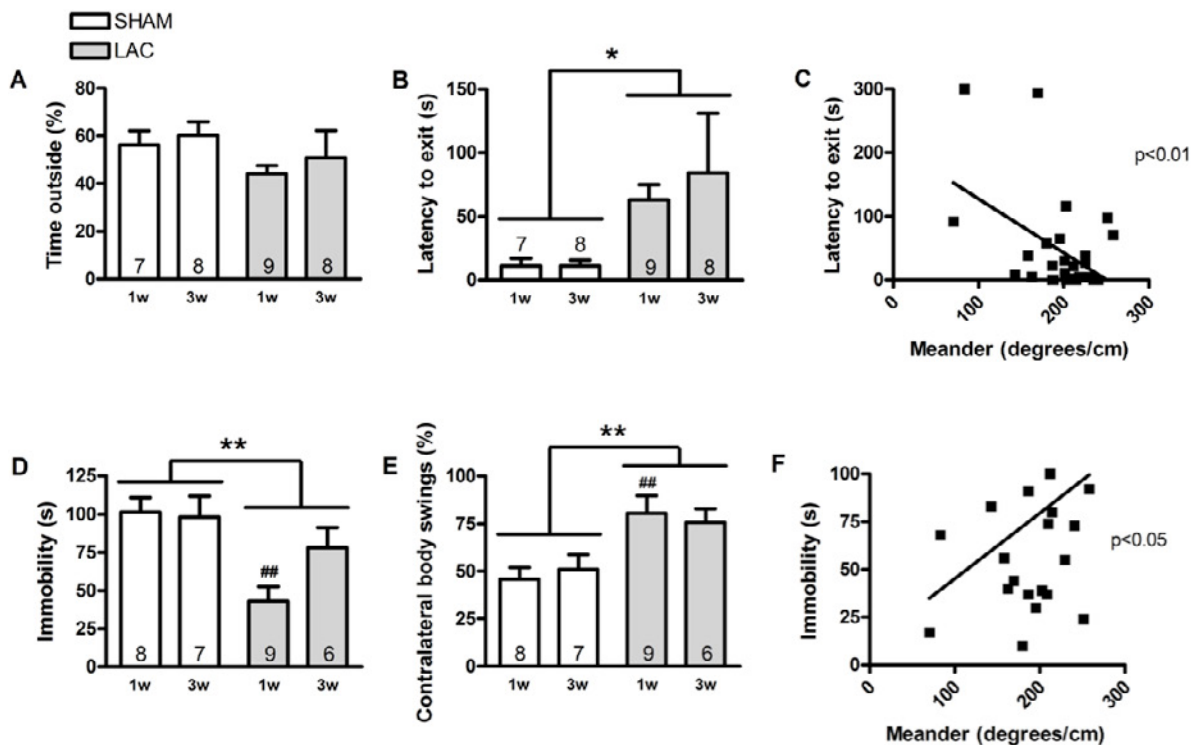 SHAM
LAC
A
Time outside (%)
80
60
40
20
0
7
8
9
8
1w
3w
1w
3w
B
Latency to exit (s)
150
100
50
0
*
7
8
9
8
1w
3w
1w
3w
C
Latency to exit (s)
300
200
100
0
p<0.01
0
100
200
300
Meander (degrees/cm)
D
Immobility (s)
125
100
75
50
25
0
**
##
8
7
9
6
1w
3w
1w
3w
E
Contralateral body swings (%)
100
75
50
25
0
**
##
8
7
9
6
1w
3w
1w
3w
F
Immobility (s)
100
75
50
25
0
p<0.05
0
100
200
300
Meander (degrees/cm)